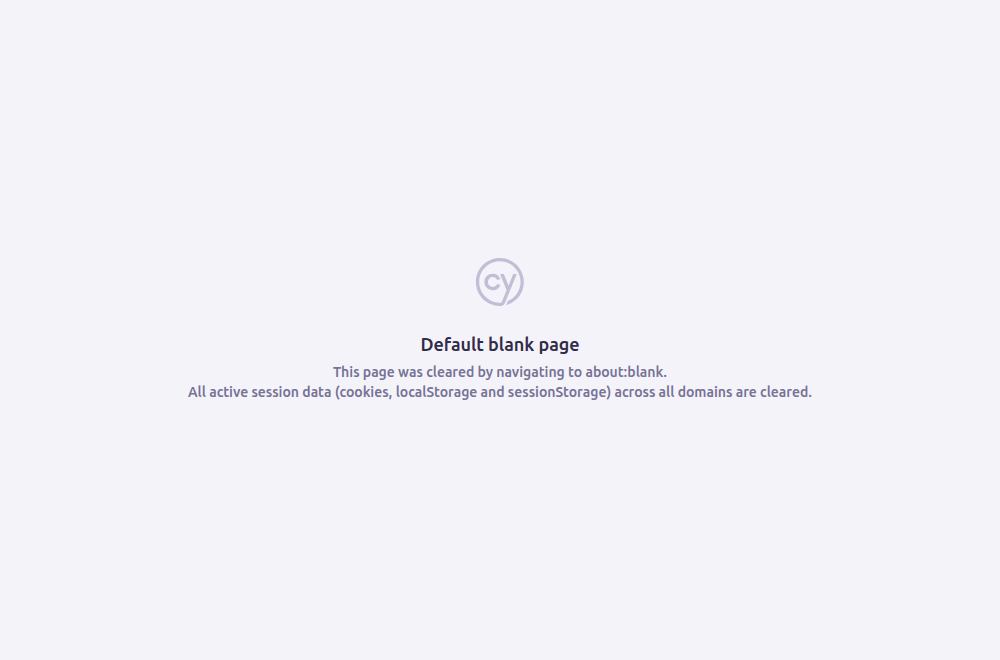 cy
Default blank page
This page was cleared by navigating to about:blank.
All active session data (cookies, localStorage and sessionStorage) across all domains are cleared.